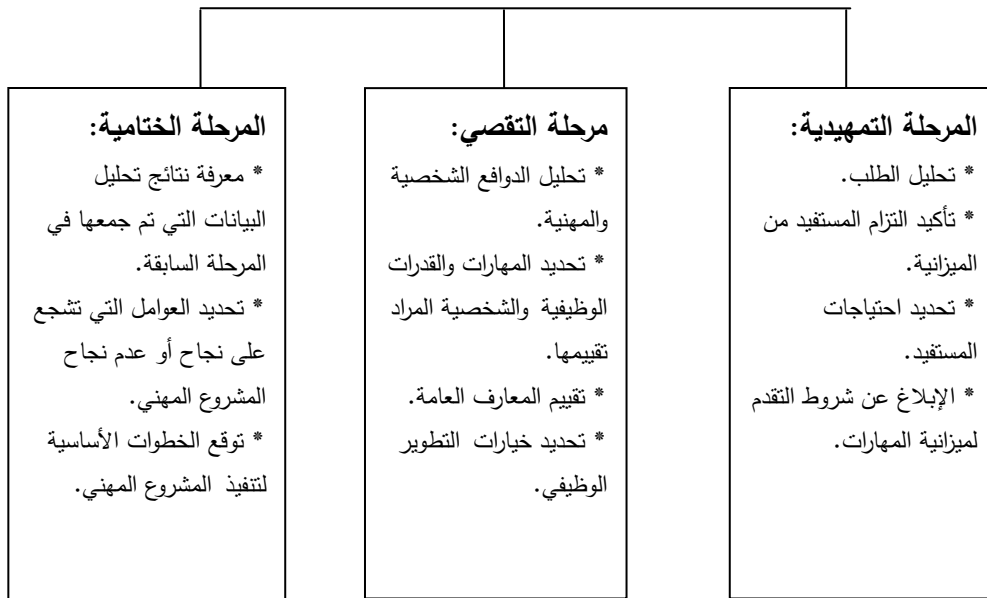 المرحلة التمهيدية:
* تحليل الطلب.
* تأكيد التزام المستفيد من
الميزانية.
* تحديد احتياجات
المستفيد.
* الإبلاغ عن شروط التقدم
لميزانية المهارات.
مرحلة التقصي:
* تحليل الدوافع الشخصية
والمهنية.
* تحديد المهارات والقدرات
الوظيفية والشخصية المراد
تقييمها.
* تقييم المعارف العامة.
* تحديد خيارات التطوير
الوظيفي.
المرحلة الختامية:
* معرفة نتائج تحليل
البيانات التي تم جمعها في
المرحلة السابقة.
* تحديد العوامل التي تشجع
على نجاح أو عدم نجاح
المشروع المهني.
* توقع الخطوات الأساسية
لتنفيذ المشروع المهني.